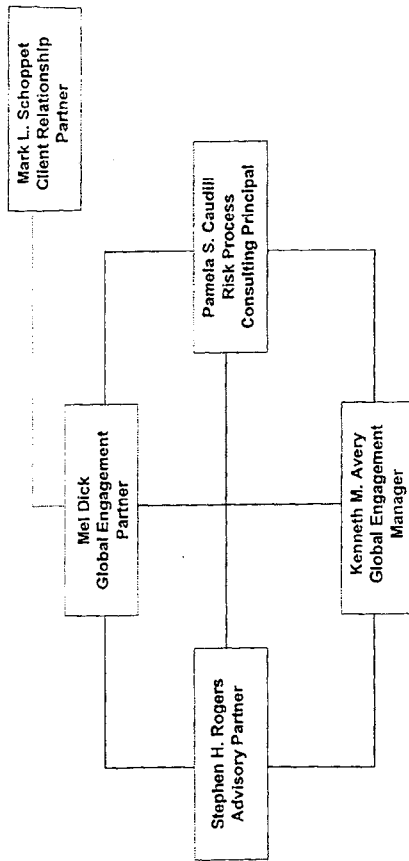 Mark L. Schoppet
Client Relationship
Partner
Mel Dick
Global Engagement
Partner
Stephen H. Rogers
Advisory Partner
Pamela S. Caudill
Risk Process
Consulting Principal
Kenneth M. Avery
Global Engagement
Manager